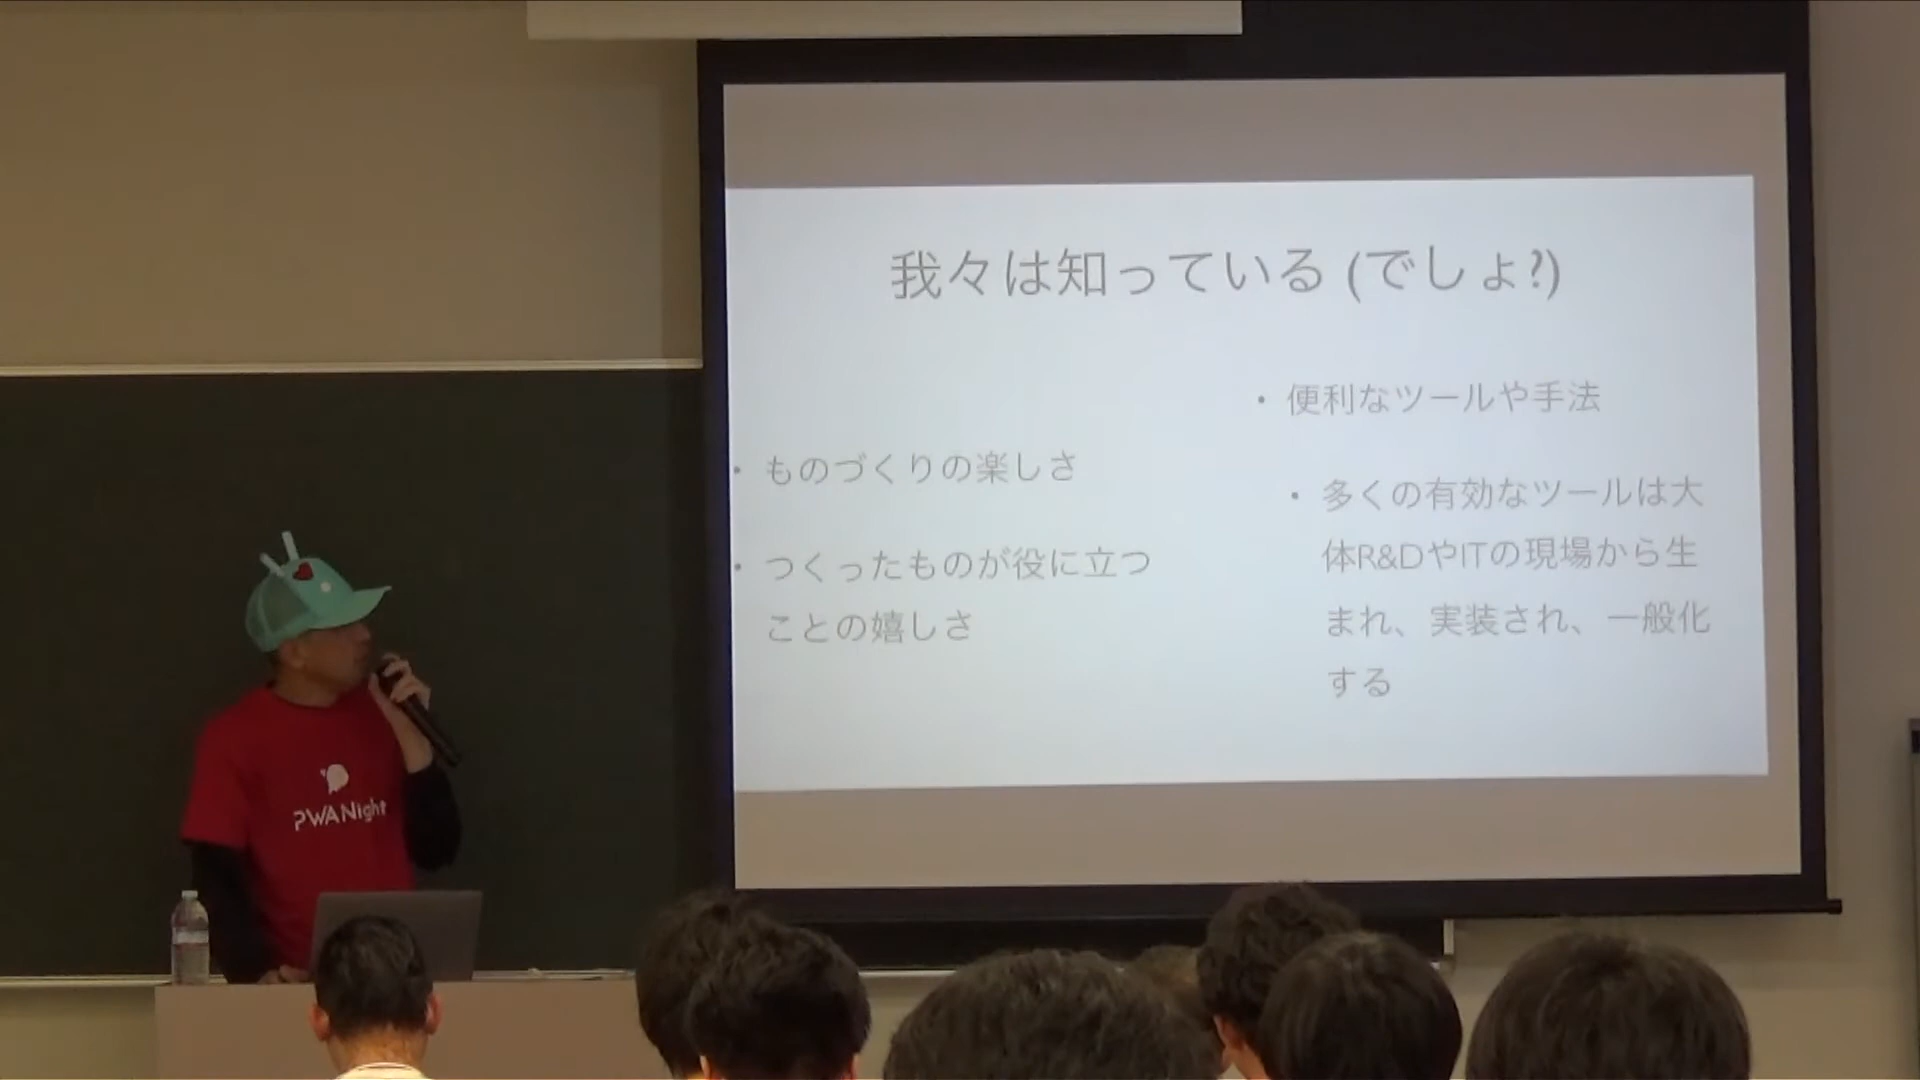 我々は知っている (でしょ?)
• ものづくりの楽しさ
• つくったものが役に立つ
ことの嬉しさ
• 便利なツールや手法
• 多くの有効なツールは大
体R&DやITの現場から生
まれ、実装され、一般化
する
PWA Night